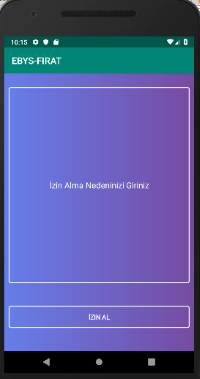 10:15
EBYS-FIRAT
İzin Alma Nedeninizi Giriniz
İZİN AL